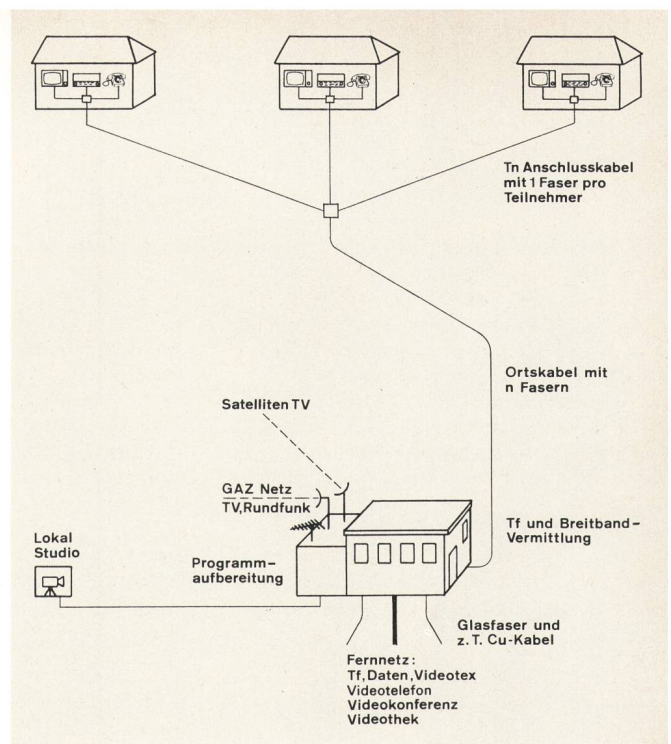 Tn Anschlusskabel
mit 1 Faser pro
Teilnehmer
Ortskabel mit
n Fasern
Satelliten TV
GAZ Netz
TV,Rundfunk
Lokal
Studio
Programm-
aufbereitung
Tf und Breitband-
Vermittlung
Glasfaser und
z. T. Cu-Kabel
Fernnetz:
Tf, Daten, Videotex
Videotelefon
Videokonferenz
Videothek